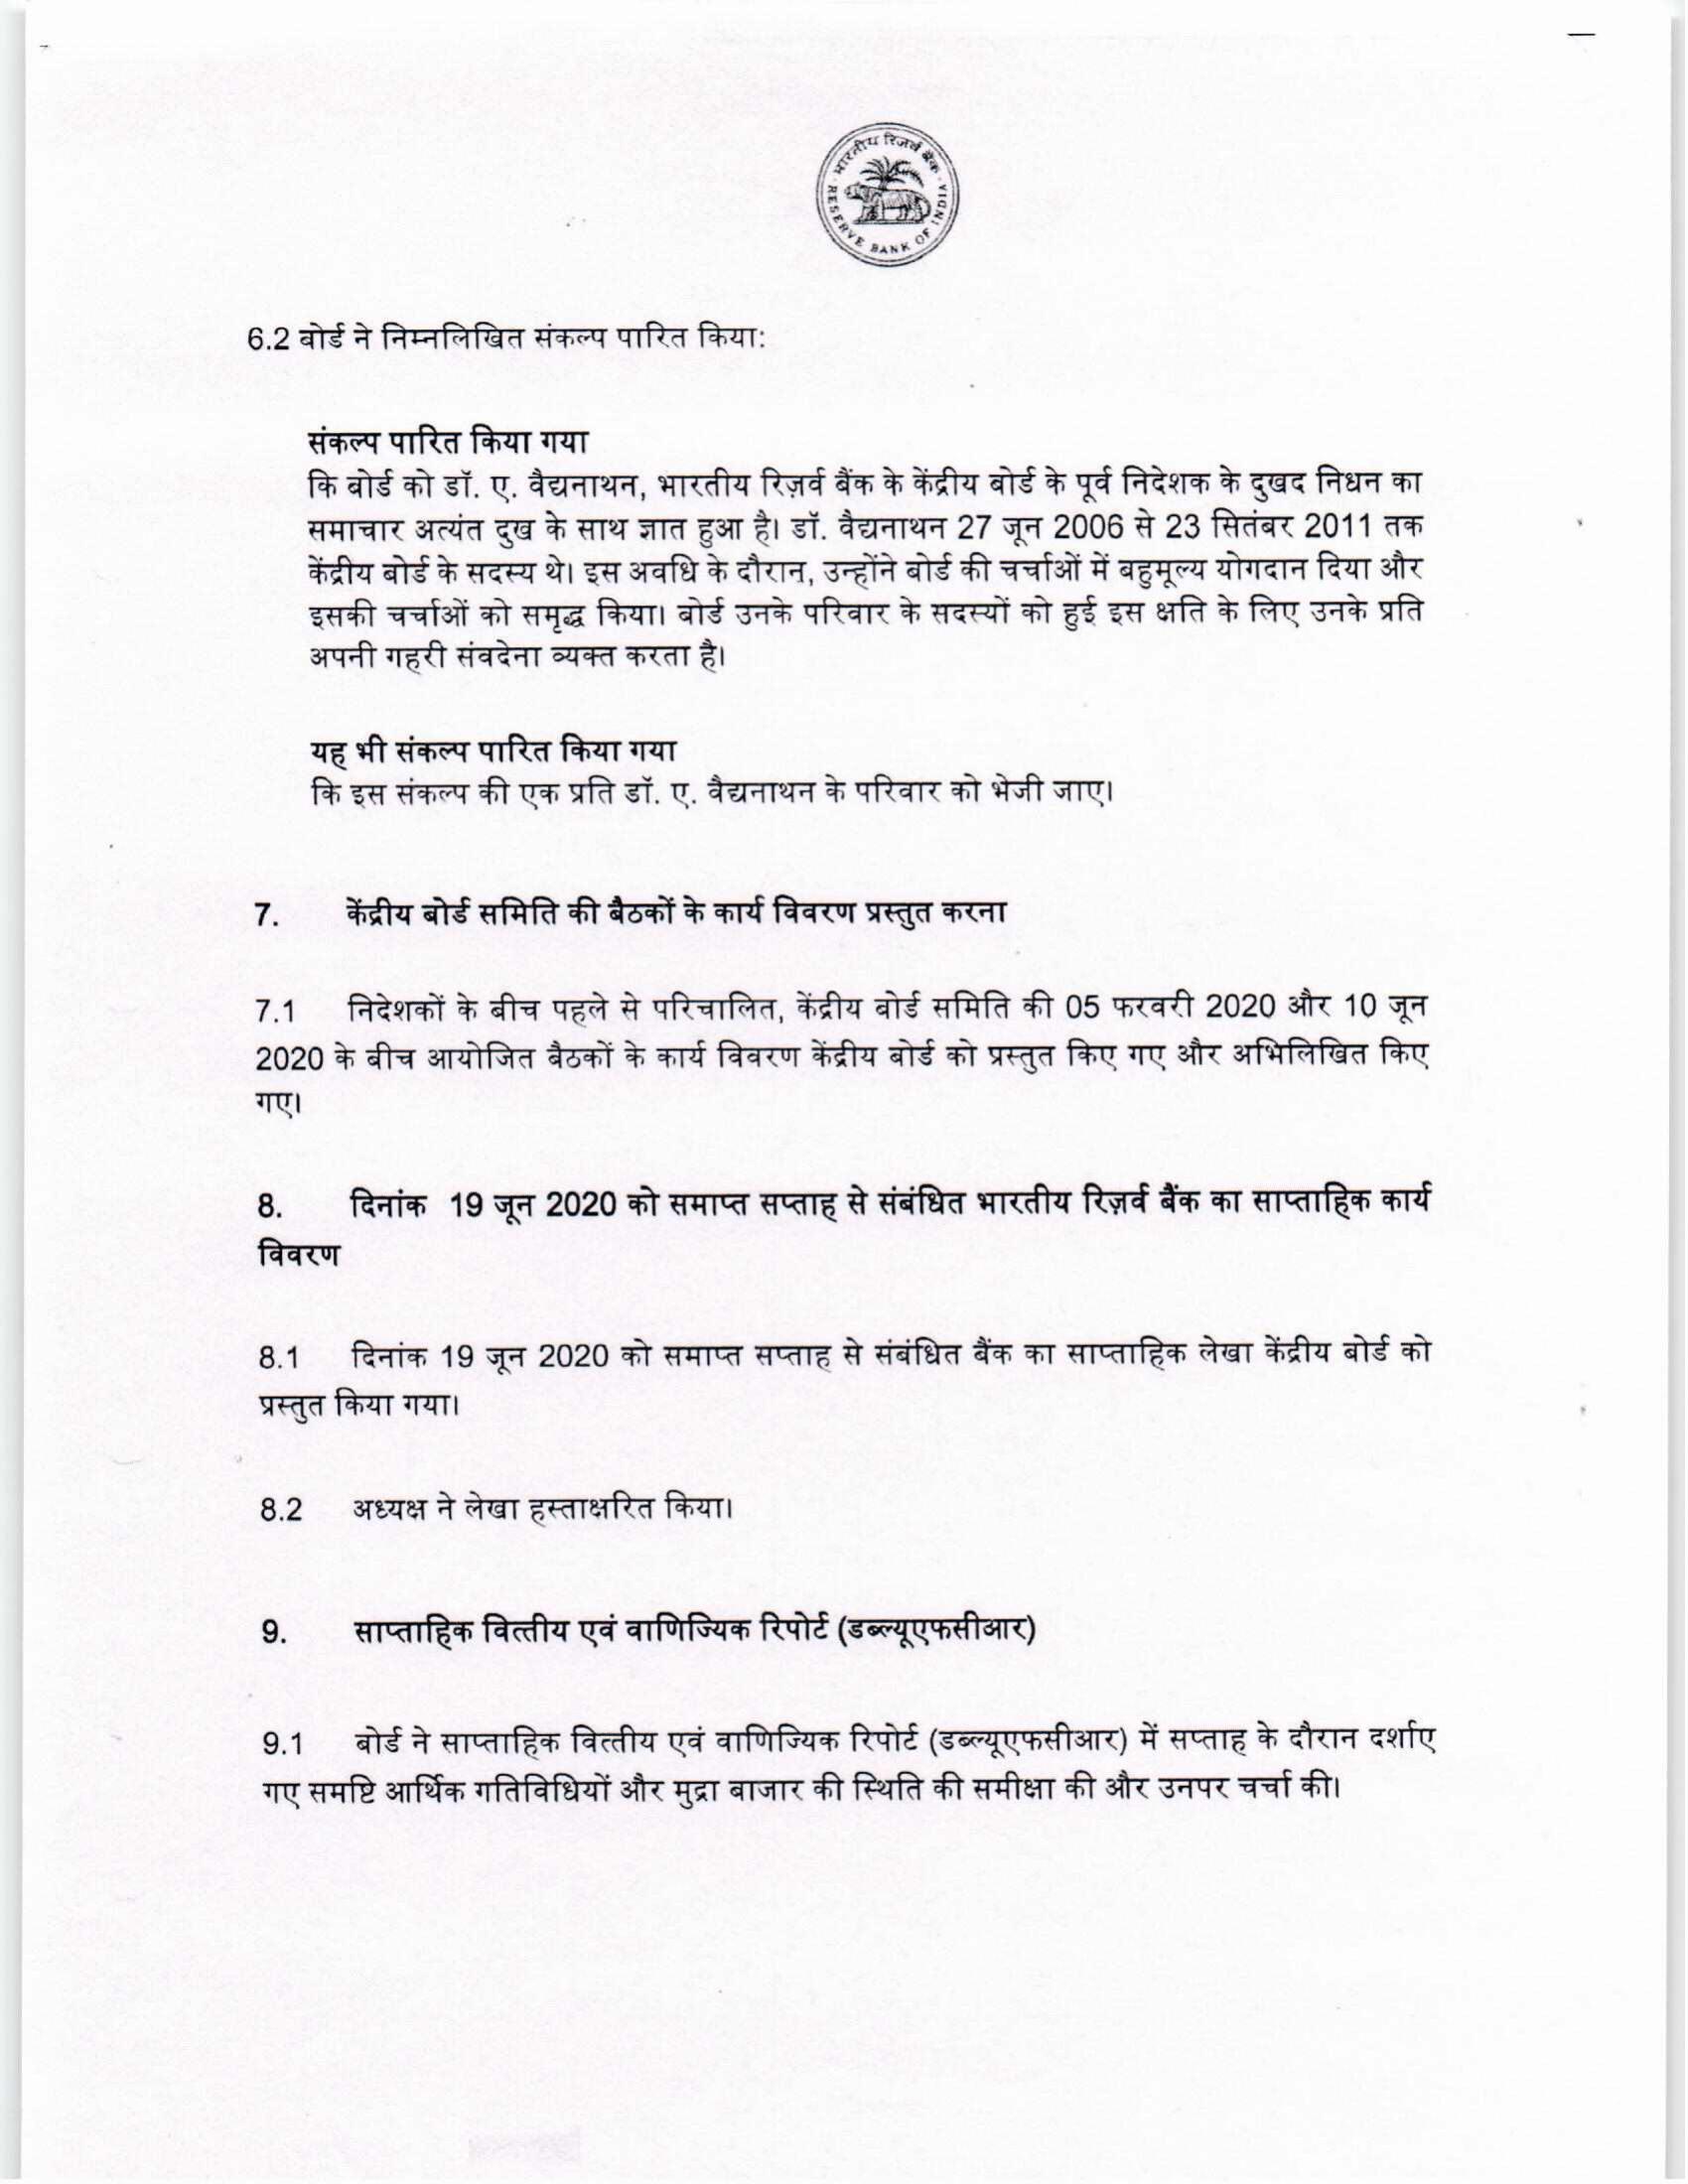 भारतीय रिज़र्व बैंक
RESERVE BANK OF INDIA
6.2 बोर्ड ने निम्नलिखित संकल्प पारित किया:
संकल्प पारित किया गया
कि बोर्ड को डॉ. ए. वैद्यनाथन, भारतीय रिज़र्व बैंक के केंद्रीय बोर्ड के पूर्व निदेशक के दुखद निधन का
समाचार अत्यंत दुख के साथ ज्ञात हुआ है। डॉ. वैद्यनाथन 27 जून 2006 से 23 सितंबर 2011 तक
केंद्रीय बोर्ड के सदस्य थे। इस अवधि के दौरान, उन्होंने बोर्ड की चर्चाओं में बहुमूल्य योगदान दिया और
इसकी चर्चाओं को समृद्ध किया। बोर्ड उनके परिवार के सदस्यों को हुई इस क्षति के लिए उनके प्रति
अपनी गहरी संवदेना व्यक्त करता है।
यह भी संकल्प पारित किया गया
कि इस संकल्प की एक प्रति डॉ. ए. वैद्यनाथन के परिवार को भेजी जाए।
7. केंद्रीय बोर्ड समिति की बैठकों के कार्य विवरण प्रस्तुत करना
7.1 निदेशकों के बीच पहले से परिचालित, केंद्रीय बोर्ड समिति की 05 फरवरी 2020 और 10 जून
2020 के बीच आयोजित बैठकों के कार्य विवरण केंद्रीय बोर्ड को प्रस्तुत किए गए और अभिलिखित किए
गए।
8. दिनांक 19 जून 2020 को समाप्त सप्ताह से संबंधित भारतीय रिज़र्व बैंक का साप्ताहिक कार्य
विवरण
8.1 दिनांक 19 जून 2020 को समाप्त सप्ताह से संबंधित बैंक का साप्ताहिक लेखा केंद्रीय बोर्ड को
प्रस्तुत किया गया।
8.2 अध्यक्ष ने लेखा हस्ताक्षरित किया।
9. साप्ताहिक वित्तीय एवं वाणिज्यिक रिपोर्ट (डब्ल्यूएफसीआर)
9.1 बोर्ड ने साप्ताहिक वित्तीय एवं वाणिज्यिक रिपोर्ट (डब्ल्यूएफसीआर) में सप्ताह के दौरान दर्शाए
गए समष्टि आर्थिक गतिविधियों और मुद्रा बाजार की स्थिति की समीक्षा की और उनपर चर्चा की।